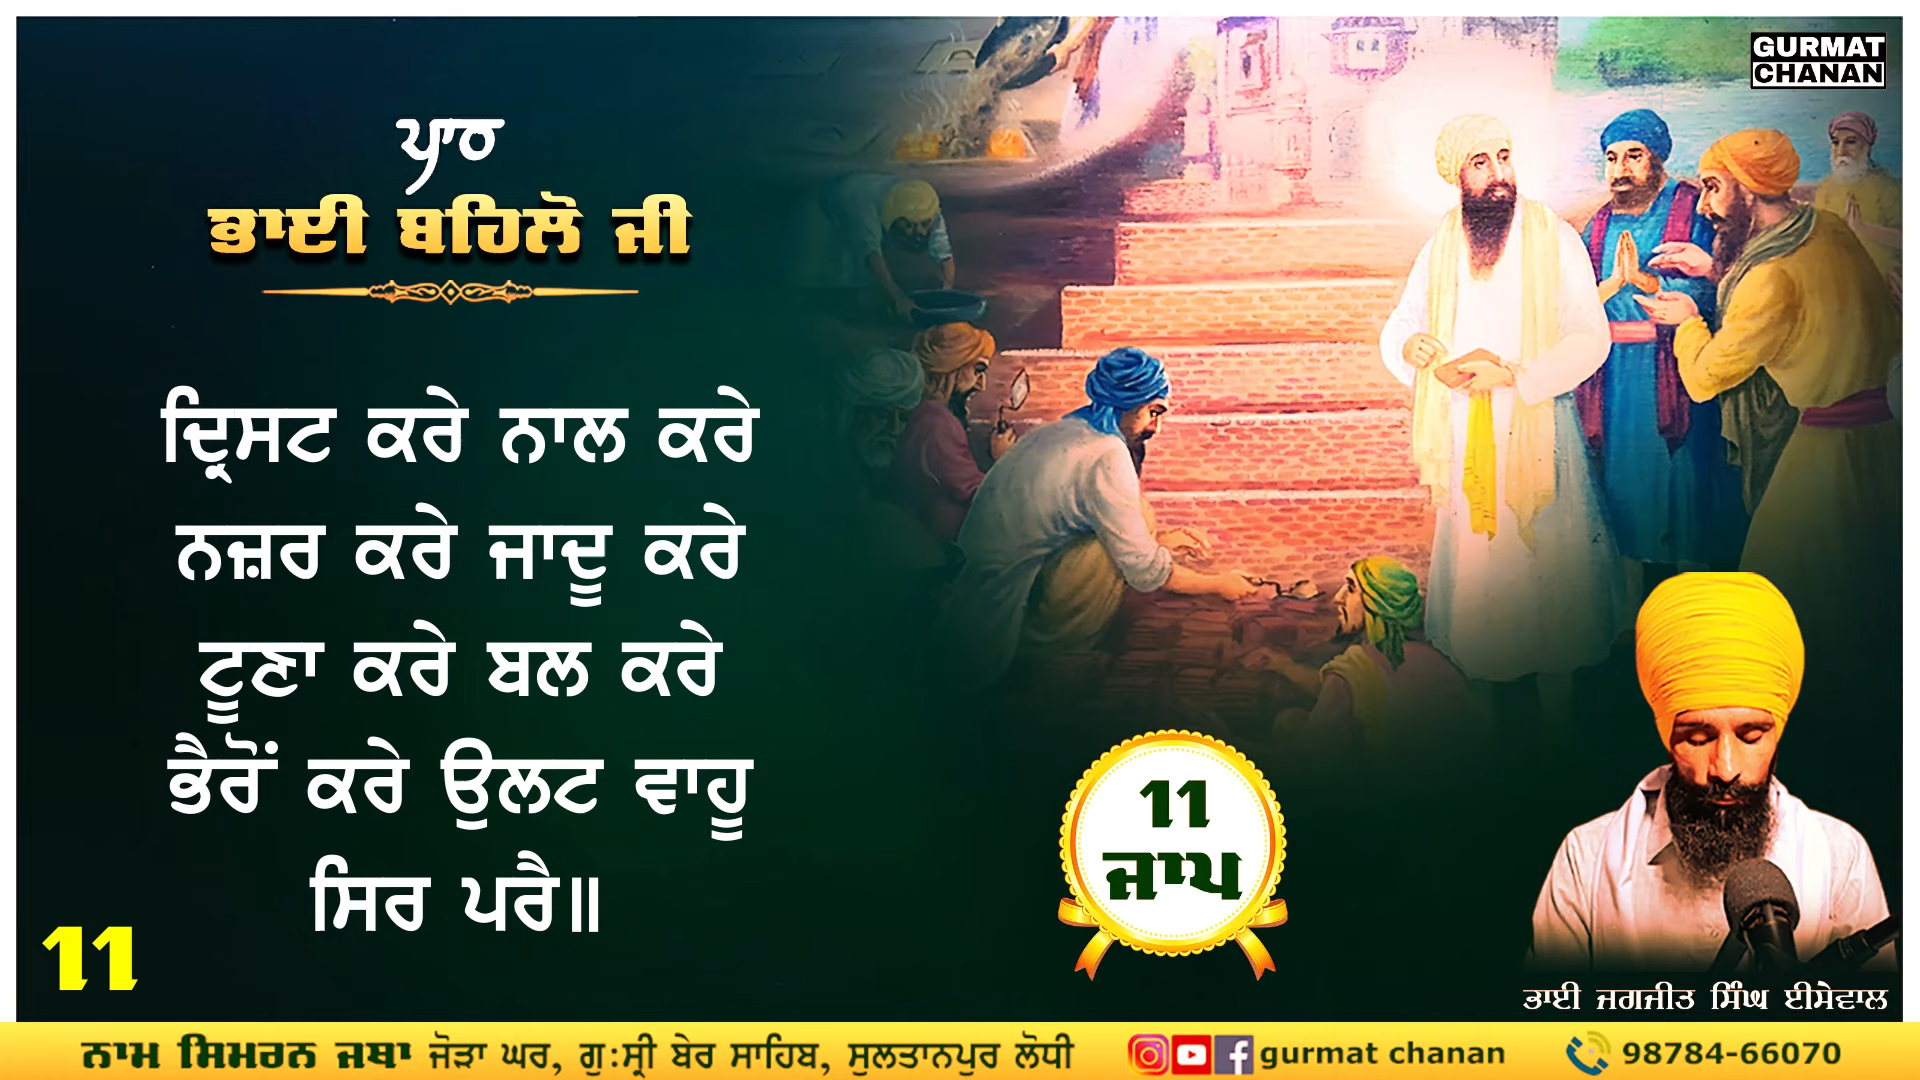 GURMAT
CHANAN
ਪਾਠ
ਭਾਈ ਬਹਿਲੋ ਜੀ
ਦ੍ਰਿਸਟ ਕਰੇ ਨਾਲ ਕਰੇ
ਨਜ਼ਰ ਕਰੇ ਜਾਦੂ ਕਰੇ
ਟੂਣਾ ਕਰੇ ਬਲ ਕਰੇ
ਭੈਰੋਂ ਕਰੇ ਉਲਟ ਵਾਹੂ
ਸਿਰ ਪਰੈ॥
11
11
ਜਾਪ
ਭਾਈ ਜਗਜੀਤ ਸਿੰਘ ਈਸੇਵਾਲ
ਨਾਮ ਸਿਮਰਨ ਜਥਾ ਜੋੜਾ ਘਰ, ਗੁ:ਸ੍ਰੀ ਬੇਰ ਸਾਹਿਬ, ਸੁਲਤਾਨਪੁਰ ਲੋਧੀ gurmat chanan 98784-66070